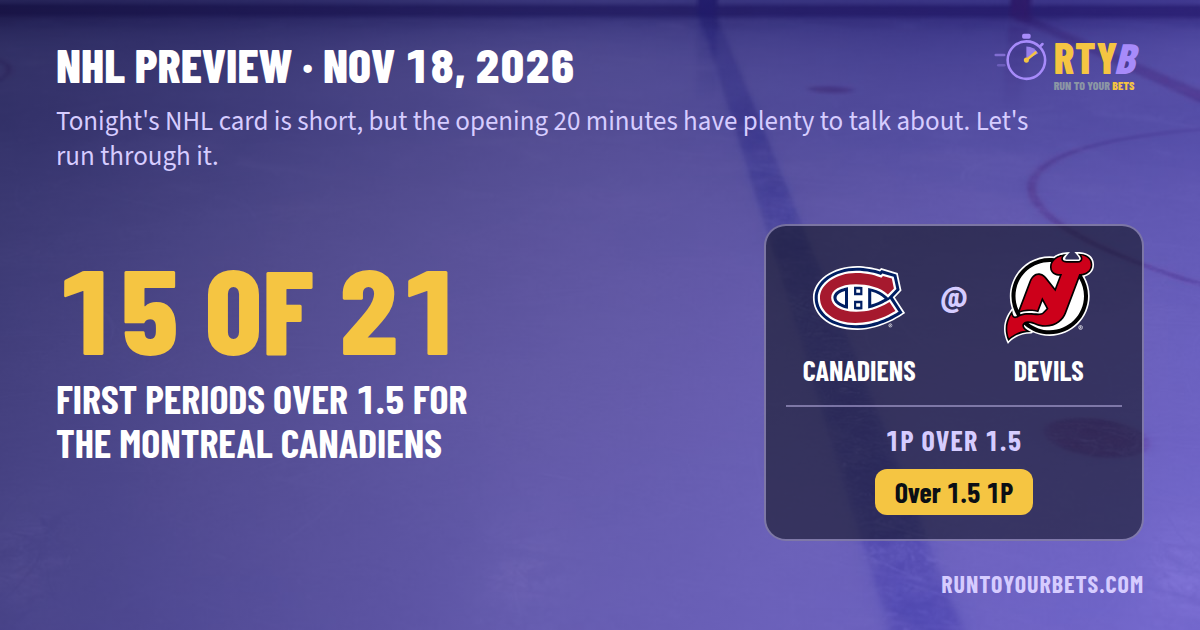 NHL PREVIEW · NOV 18, 2026
RTYB
RUN TO YOUR BETS
Tonight's NHL card is short, but the opening 20 minutes have plenty to talk about. Let's
run through it.
15 OF 21
FIRST PERIODS OVER 1.5 FOR
THE MONTREAL CANADIENS
@
CANADIENS
DEVILS
1P OVER 1.5
Over 1.5 1P
RUNTOYOURBETS.COM